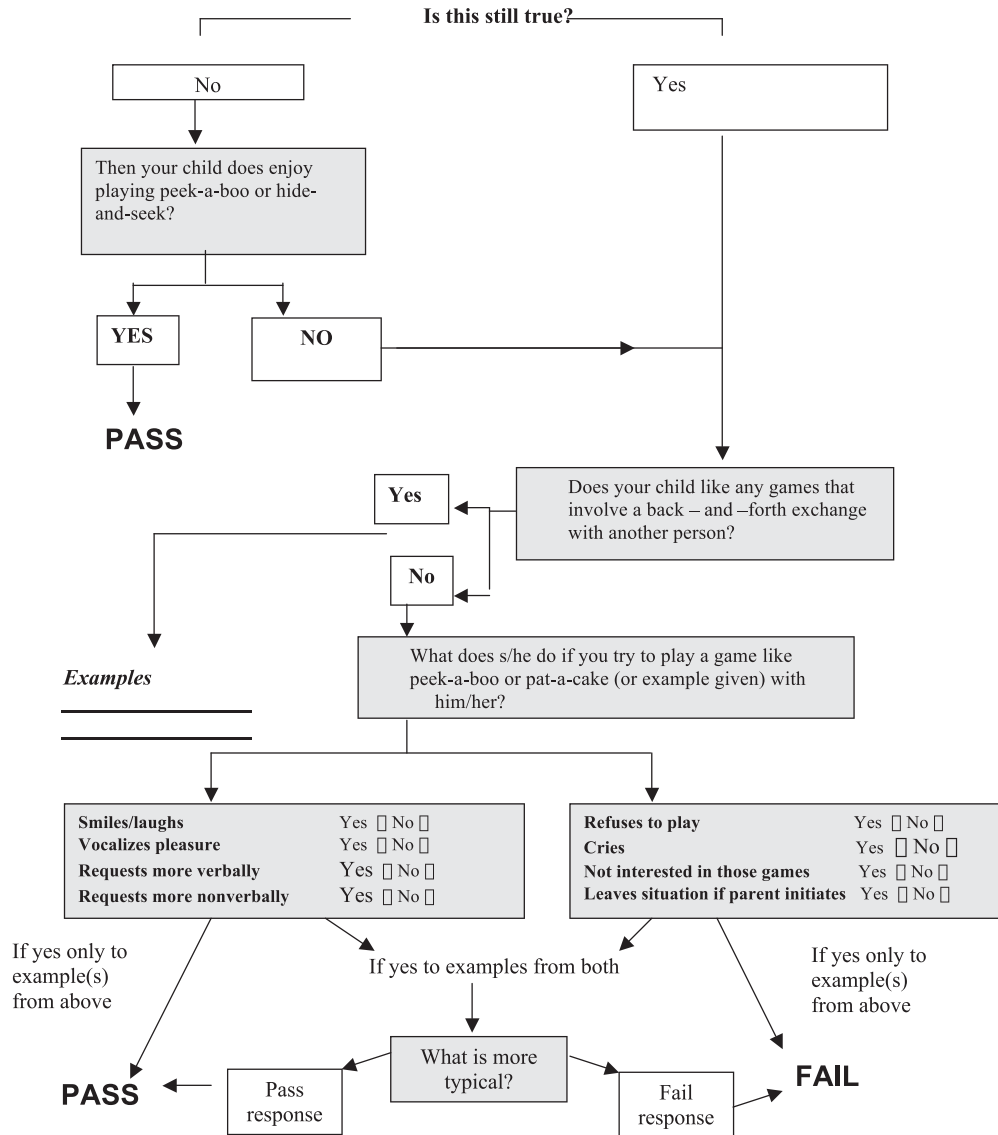 Is this still true?
No
Yes
Then your child does enjoy
playing peek-a-boo or hide-
and-seek?
YES
NO
PASS
Does your child like any games that
involve a back – and –forth exchange
with another person?
Yes
No
Examples
What does s/he do if you try to play a game like
peek-a-boo or pat-a-cake (or example given) with
him/her?
Smiles/laughs Yes ▯ No ▯
Vocalizes pleasure Yes ▯ No ▯
Requests more verbally Yes ▯ No ▯
Requests more nonverbally Yes ▯ No ▯
Refuses to play Yes ▯ No ▯
Cries Yes ▯ No ▯
Not interested in those games Yes ▯ No ▯
Leaves situation if parent initiates Yes ▯ No ▯
If yes only to
example(s)
from above
If yes to examples from both
If yes only to
example(s)
from above
What is more
typical?
PASS
Pass
response
Fail
response
FAIL